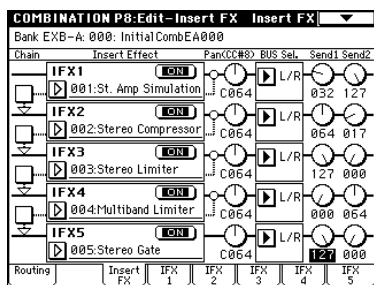 COMBINATION P8:Edit-Insert FX Insert FX
Bank EXB-A: 000: InitialCombEA000
Chain Insert Effect Pan(CC#8) BUS Sel. Send1 Send2
IFX1 ON
001:St. Amp Simulation C064 L/R 032 127
IFX2 ON
002:Stereo Compressor C064 L/R 064 017
IFX3 ON
003:Stereo Limiter C064 L/R 127 000
IFX4 ON
004:Multiband Limiter C064 L/R 000 064
IFX5 ON
005:Stereo Gate C064 L/R 127 000
Routing Insert FX IFX 1 IFX 2 IFX 3 IFX 4 IFX 5